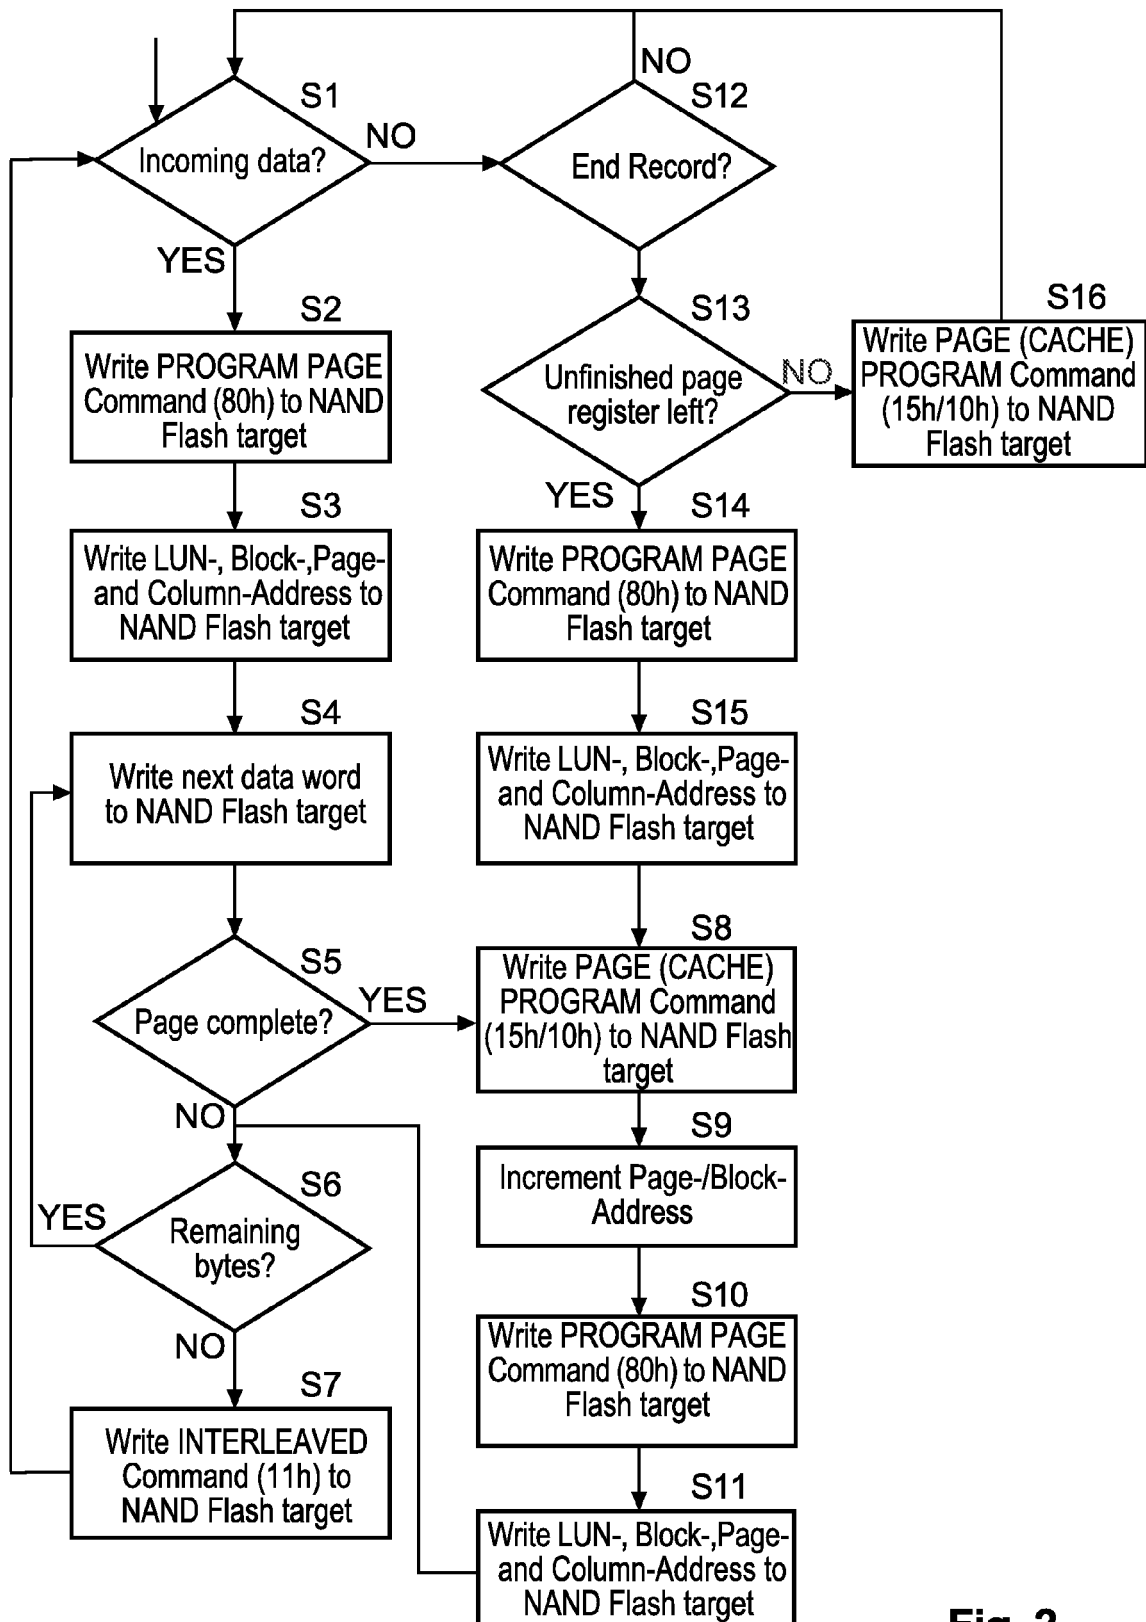 S1
Incoming data?
NO
YES
S2
Write PROGRAM PAGE
Command (80h) to NAND
Flash target
S3
Write LUN-, Block-,Page-
and Column-Address to
NAND Flash target
S4
Write next data word
to NAND Flash target
S5
Page complete?
YES
NO
S6
Remaining
bytes?
YES
NO
S7
Write INTERLEAVED
Command (11h) to
NAND Flash target
NO
S12
End Record?
S13
Unfinished page
register left?
NO
YES
S16
Write PAGE (CACHE)
PROGRAM Command
(15h/10h) to NAND
Flash target
S14
Write PROGRAM PAGE
Command (80h) to NAND
Flash target
S15
Write LUN-, Block-,Page-
and Column-Address to
NAND Flash target
S8
Write PAGE (CACHE)
PROGRAM Command
(15h/10h) to NAND Flash
target
S9
Increment Page-/Block-
Address
S10
Write PROGRAM PAGE
Command (80h) to NAND
Flash target
S11
Write LUN-, Block-,Page-
and Column-Address to
NAND Flash target